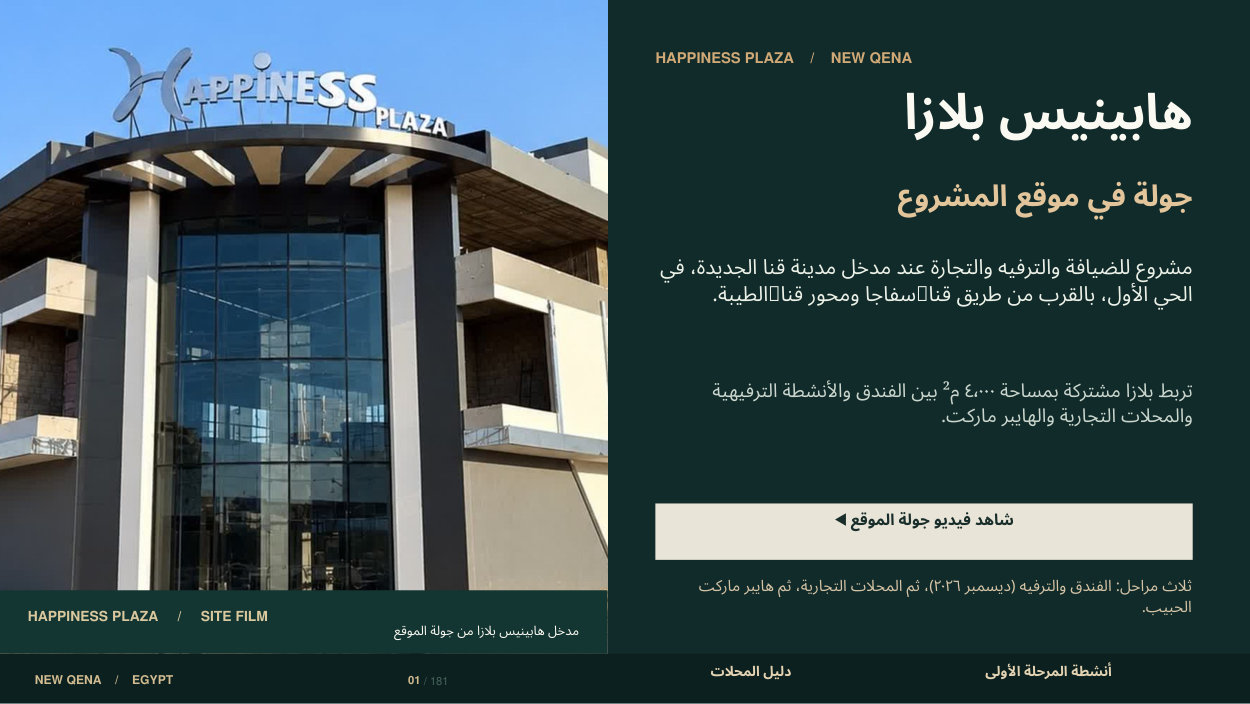 HAPPINESS PLAZA
HAPPINESS PLAZA / NEW QENA
هابينيس بلازا
جولة في موقع المشروع
مشروع للضيافة والترفيه والتجارة عند مدخل مدينة قنا الجديدة، في
الحي الأول، بالقرب من طريق قنا▯سفاجا ومحور قنا▯الطيبة.
تربط بلازا مشتركة بمساحة ٤،٠٠٠ م² بين الفندق والأنشطة الترفيهية
والمحلات التجارية والهايبر ماركت.
شاهد فيديو جولة الموقع ◀
ثلاث مراحل: الفندق والترفيه (ديسمبر ٢٠٢٦)، ثم المحلات التجارية، ثم هايبر ماركت
الحبيب.
HAPPINESS PLAZA / SITE FILM
مدخل هابينيس بلازا من جولة الموقع
NEW QENA / EGYPT
01 / 181
أنشطة المرحلة الأولى
دليل المحلات